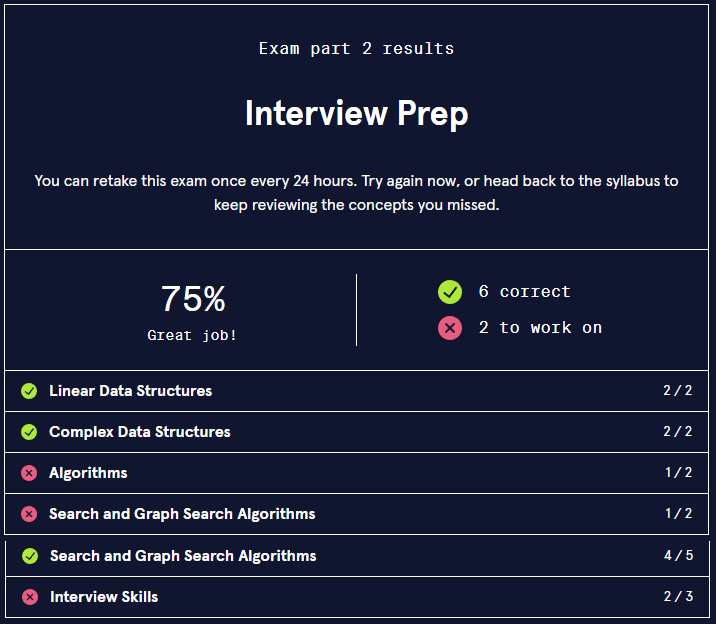 Exam part 2 results
Interview Prep
You can retake this exam once every 24 hours. Try again now, or head back to the syllabus to
keep reviewing the concepts you missed.
75%
Great job!
6 correct
2 to work on
Linear Data Structures 2 / 2
Complex Data Structures 2 / 2
Algorithms 1 / 2
Search and Graph Search Algorithms 1 / 2
Search and Graph Search Algorithms 4 / 5
Interview Skills 2 / 3